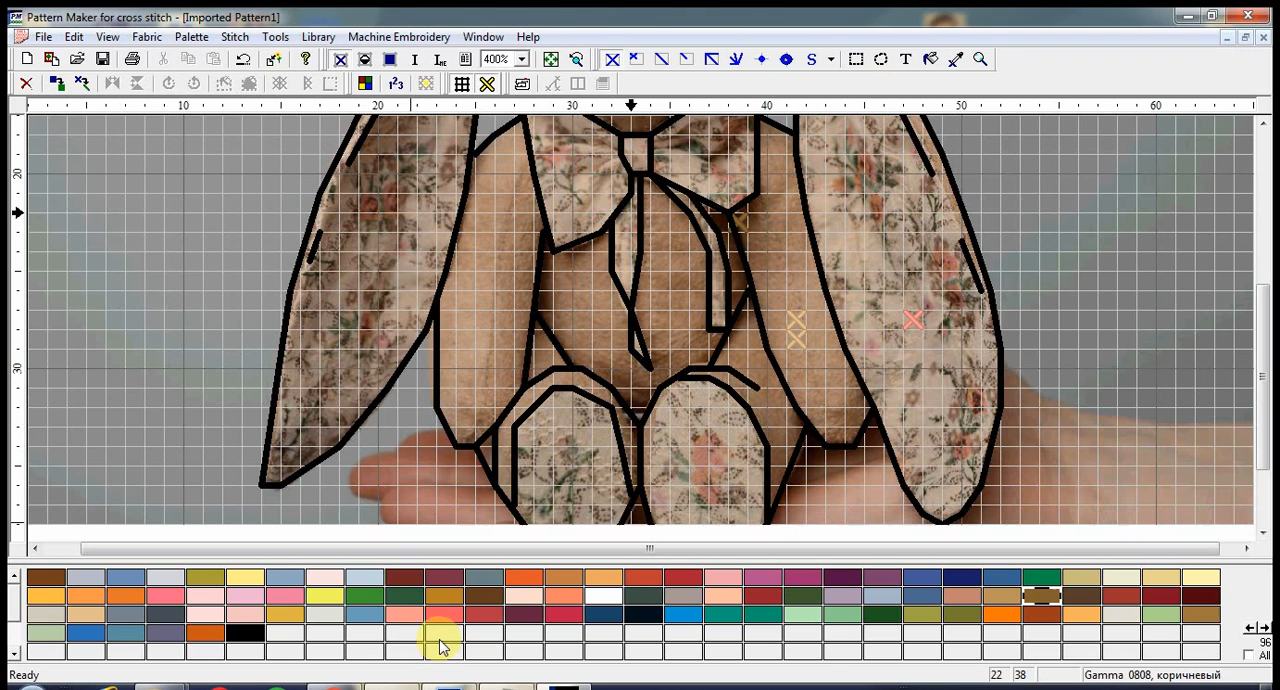 Pattern Maker for cross stitch - [Imported Pattern1]
File Edit View Fabric Palette Stitch Tools Library Machine Embroidery Window Help
400%
10 20 30 40 50 60
20
30
96
All
Ready 22 38 Gamma 0808, коричневый